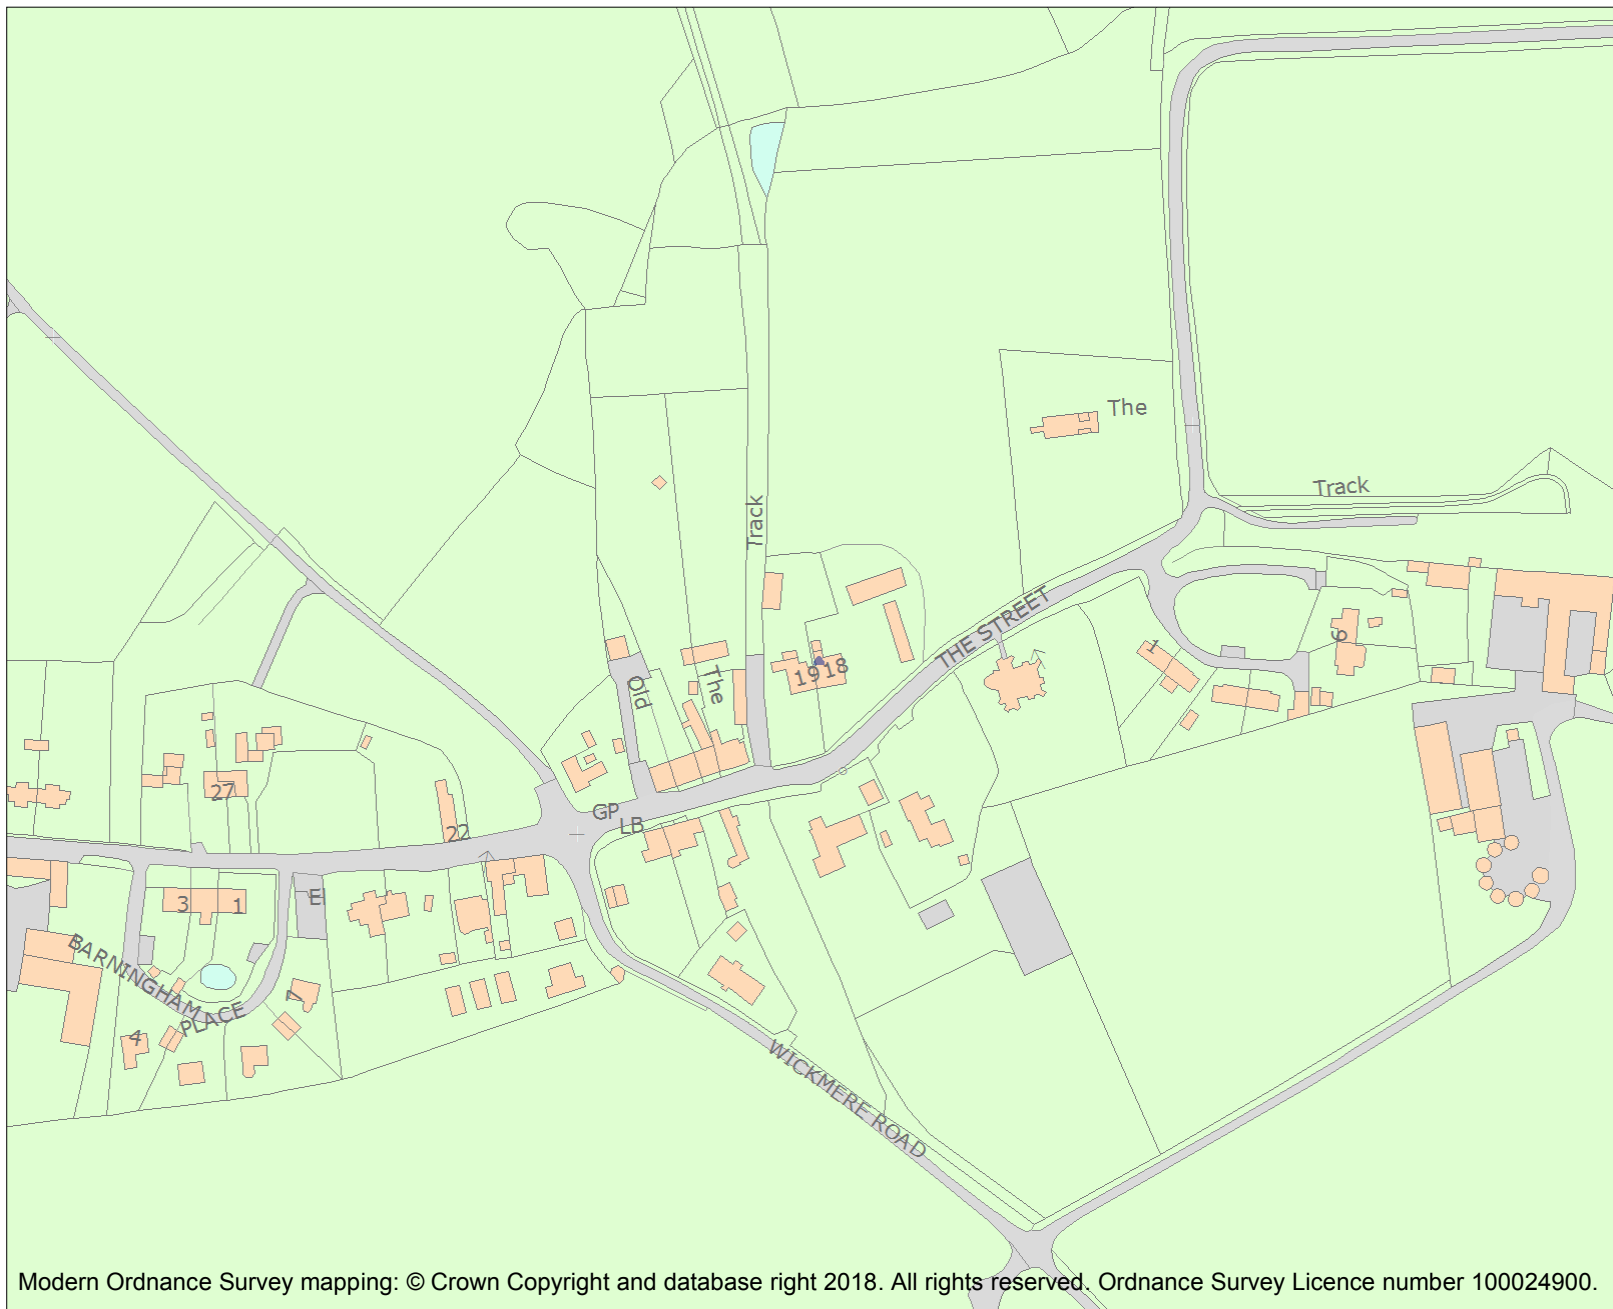 The
Track
Track
THE STREET
1
9
1918
Old
The
27
GP
LB
22
El
3
1
BARNINGHAM
PLACE
7
4
WICKMERE ROAD
Modern Ordnance Survey mapping: © Crown Copyright and database right 2018. All rights reserved. Ordnance Survey Licence number 100024900.